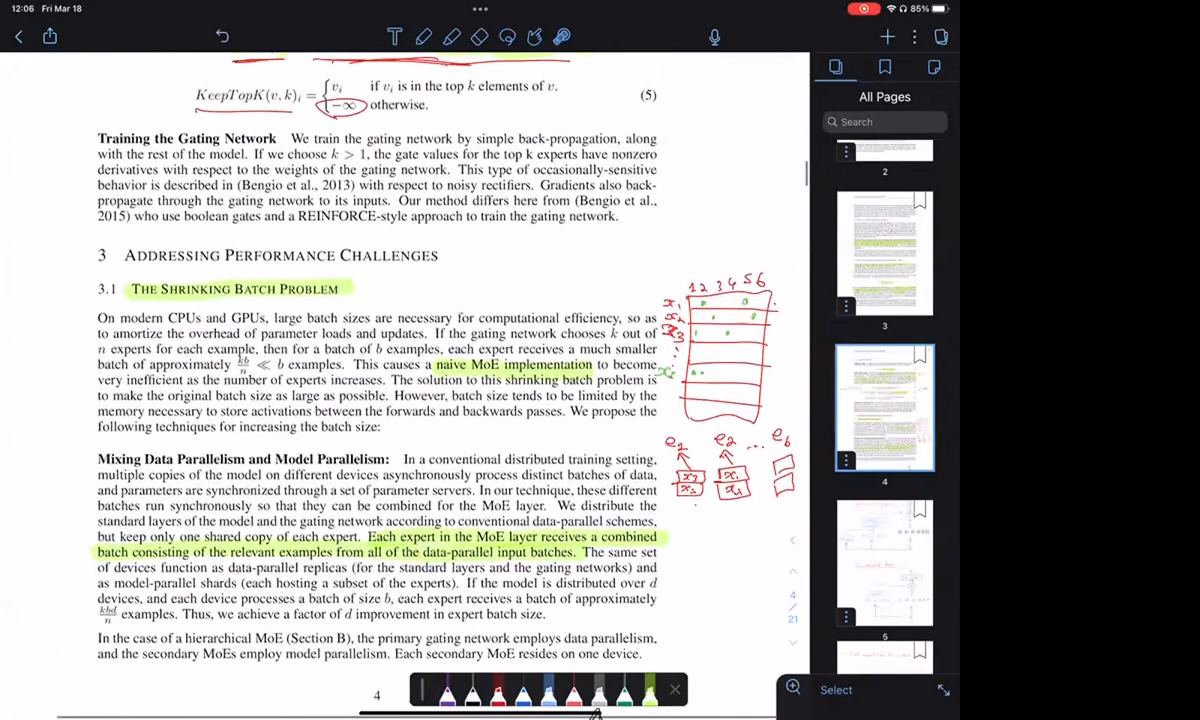 12:06 Fri Mar 18
85%
KeepTopK(v, k)i = { vi if vi is in the top k elements of v.
−∞ otherwise.
(5)
Training the Gating Network We train the gating network by simple back-propagation, along
with the rest of the model. If we choose k > 1, the gate values for the top k experts have nonzero
derivatives with respect to the weights of the gating network. This type of occasionally-sensitive
behavior is described in (Bengio et al., 2013) with respect to noisy rectifiers. Gradients also back-
propagate through the gating network to its inputs. Our method differs here from (Bengio et al.,
2015) who use boolean gates and a REINFORCE-style approach to train the gating network.
3 ADDRESSING PERFORMANCE CHALLENGES
3.1 THE SHRINKING BATCH PROBLEM
On modern CPUs and GPUs, large batch sizes are necessary for computational efficiency, so as
to amortize the overhead of parameter loads and updates. If the gating network chooses k out of
n experts for each example, then for a batch of b examples, each expert receives a much smaller
batch of approximately kb/n ≪ b examples. This causes a naive MoE implementation to become
very inefficient as the number of experts increases. The solution to this shrinking batch problem is
to make the original batch size as large as possible. However, batch size tends to be limited by the
memory necessary to store activations between the forwards and backwards passes. We propose the
following techniques for increasing the batch size:
Mixing Data Parallelism and Model Parallelism: In a conventional distributed training setting,
multiple copies of the model on different devices asynchronously process distinct batches of data,
and parameters are synchronized through a set of parameter servers. In our technique, these different
batches run synchronously so that they can be combined for the MoE layer. We distribute the
standard layers of the model and the gating network according to conventional data-parallel schemes,
but keep only one shared copy of each expert. Each expert in the MoE layer receives a combined
batch consisting of the relevant examples from all of the data-parallel input batches. The same set
of devices function as data-parallel replicas (for the standard layers and the gating networks) and
as model-parallel shards (each hosting a subset of the experts). If the model is distributed over d
devices, and each device processes a batch of size b, each expert receives a batch of approximately
kbd/n examples. Thus, we achieve a factor of d improvement in expert batch size.
In the case of a hierarchical MoE (Section B), the primary gating network employs data parallelism,
and the secondary MoEs employ model parallelism. Each secondary MoE resides on one device.
4
1 2 3 4 5 6
x1
x2
x3
e2 ... e6
4
/
21
All Pages
Search
2
3
4
5
Select